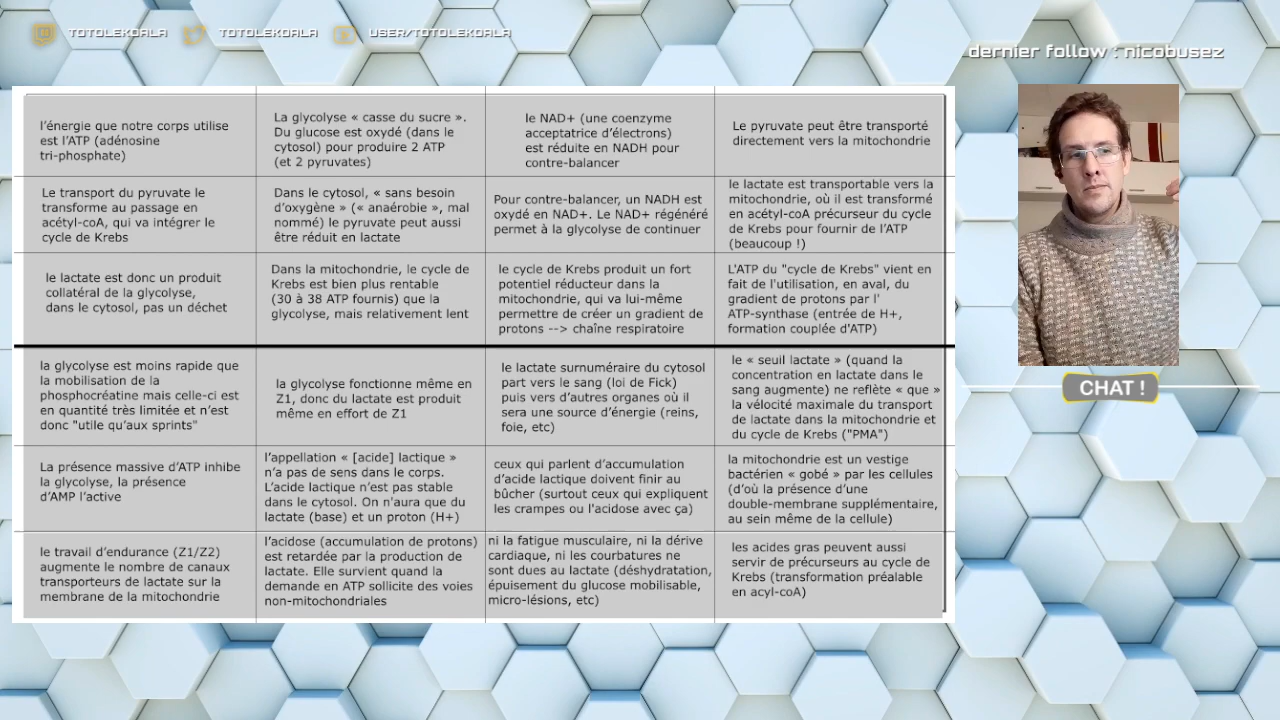 TOTOLEKOALA
TOTOLEKOALA
USER/TOTOLEKOALA
dernier follow : nicobusez
l'énergie que notre corps utilise
est l'ATP (adénosine
tri-phosphate)
La glycolyse « casse du sucre ».
Du glucose est oxydé (dans le
cytosol) pour produire 2 ATP
(et 2 pyruvates)
le NAD+ (une coenzyme
acceptatrice d'électrons)
est réduite en NADH pour
contre-balancer
Le pyruvate peut être transporté
directement vers la mitochondrie
Le transport du pyruvate le
transforme au passage en
acétyl-coA, qui va intégrer le
cycle de Krebs
Dans le cytosol, « sans besoin
d'oxygène » (« anaérobie », mal
nommé) le pyruvate peut aussi
être réduit en lactate
Pour contre-balancer, un NADH est
oxydé en NAD+. Le NAD+ régénéré
permet à la glycolyse de continuer
le lactate est transportable vers la
mitochondrie, où il est transformé
en acétyl-coA précurseur du cycle
de Krebs pour fournir de l'ATP
(beaucoup !)
le lactate est donc un produit
collatéral de la glycolyse,
dans le cytosol, pas un déchet
Dans la mitochondrie, le cycle de
Krebs est bien plus rentable
(30 à 38 ATP fournis) que la
glycolyse, mais relativement lent
le cycle de Krebs produit un fort
potentiel réducteur dans la
mitochondrie, qui va lui-même
permettre de créer un gradient de
protons --> chaîne respiratoire
L'ATP du "cycle de Krebs" vient en
fait de l'utilisation, en aval, du
gradient de protons par l'
ATP-synthase (entrée de H+,
formation couplée d'ATP)
la glycolyse est moins rapide que
la mobilisation de la
phosphocréatine mais celle-ci est
en quantité très limitée et n'est
donc "utile qu'aux sprints"
la glycolyse fonctionne même en
Z1, donc du lactate est produit
même en effort de Z1
le lactate surnuméraire du cytosol
part vers le sang (loi de Fick)
puis vers d'autres organes où il
sera une source d'énergie (reins,
foie, etc)
le « seuil lactate » (quand la
concentration en lactate dans le
sang augmente) ne reflète « que »
la vélocité maximale du transport
de lactate dans la mitochondrie et
du cycle de Krebs ("PMA")
La présence massive d'ATP inhibe
la glycolyse, la présence
d'AMP l'active
l'appellation « [acide] lactique »
n'a pas de sens dans le corps.
L'acide lactique n'est pas stable
dans le cytosol. On n'aura que du
lactate (base) et un proton (H+)
ceux qui parlent d'accumulation
d'acide lactique doivent finir au
bûcher (surtout ceux qui expliquent
les crampes ou l'acidose avec ça)
la mitochondrie est un vestige
bactérien « gobé » par les cellules
(d'où la présence d'une
double-membrane supplémentaire,
au sein même de la cellule)
le travail d'endurance (Z1/Z2)
augmente le nombre de canaux
transporteurs de lactate sur la
membrane de la mitochondrie
l'acidose (accumulation de protons)
est retardée par la production de
lactate. Elle survient quand la
demande en ATP sollicite des voies
non-mitochondriales
ni la fatigue musculaire, ni la dérive
cardiaque, ni les courbatures ne
sont dues au lactate (déshydratation,
épuisement du glucose mobilisable,
micro-lésions, etc)
les acides gras peuvent aussi
servir de précurseurs au cycle de
Krebs (transformation préalable
en acyl-coA)
CHAT !